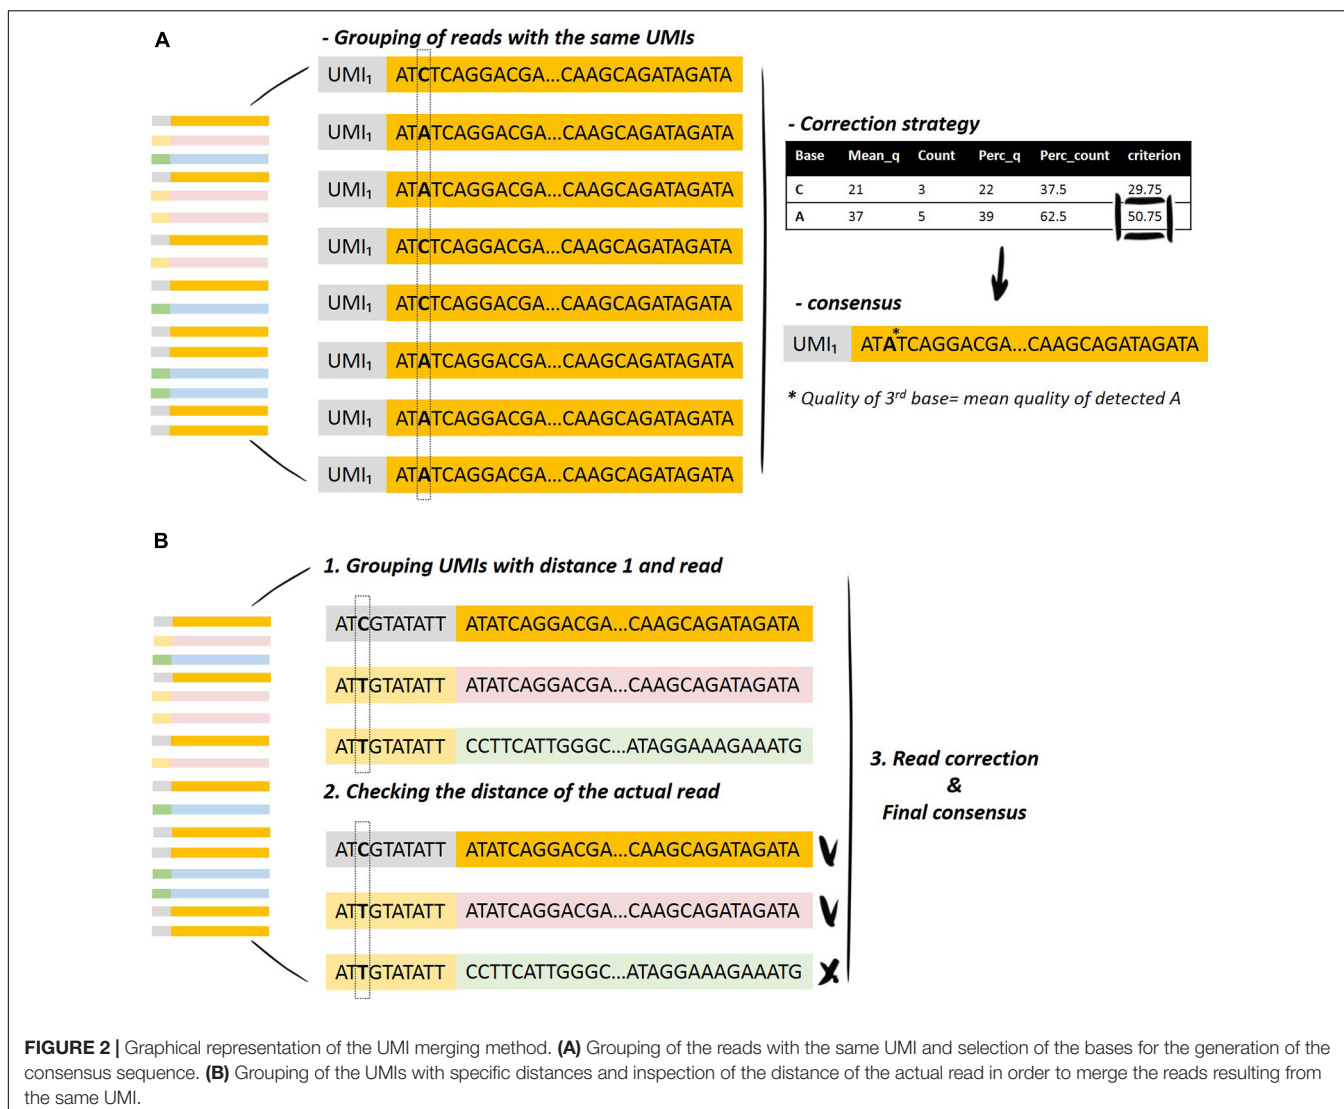 A
- Grouping of reads with the same UMIs
UMI₁ ATCTCAGGACGA...CAAGCAGATAGATA
UMI₁ ATATCAGGACGA...CAAGCAGATAGATA
UMI₁ ATATCAGGACGA...CAAGCAGATAGATA
UMI₁ ATCTCAGGACGA...CAAGCAGATAGATA
UMI₁ ATCTCAGGACGA...CAAGCAGATAGATA
UMI₁ ATATCAGGACGA...CAAGCAGATAGATA
UMI₁ ATATCAGGACGA...CAAGCAGATAGATA
UMI₁ ATATCAGGACGA...CAAGCAGATAGATA
- Correction strategy
Base Mean_q Count Perc_q Perc_count criterion
C 21 3 22 37.5 29.75
A 37 5 39 62.5 50.75
- consensus
UMI₁ ATA*TCAGGACGA...CAAGCAGATAGATA
* Quality of 3rd base= mean quality of detected A
B
1. Grouping UMIs with distance 1 and read
ATCGTATATT ATATCAGGACGA...CAAGCAGATAGATA
ATTGTATATT ATATCAGGACGA...CAAGCAGATAGATA
ATTGTATATT CCTTCATTGGGC...ATAGGAAAGAAATG
2. Checking the distance of the actual read
ATCGTATATT ATATCAGGACGA...CAAGCAGATAGATA
ATTGTATATT ATATCAGGACGA...CAAGCAGATAGATA
ATTGTATATT CCTTCATTGGGC...ATAGGAAAGAAATG
3. Read correction
&
Final consensus
FIGURE 2 | Graphical representation of the UMI merging method. (A) Grouping of the reads with the same UMI and selection of the bases for the generation of the
consensus sequence. (B) Grouping of the UMIs with specific distances and inspection of the distance of the actual read in order to merge the reads resulting from
the same UMI.